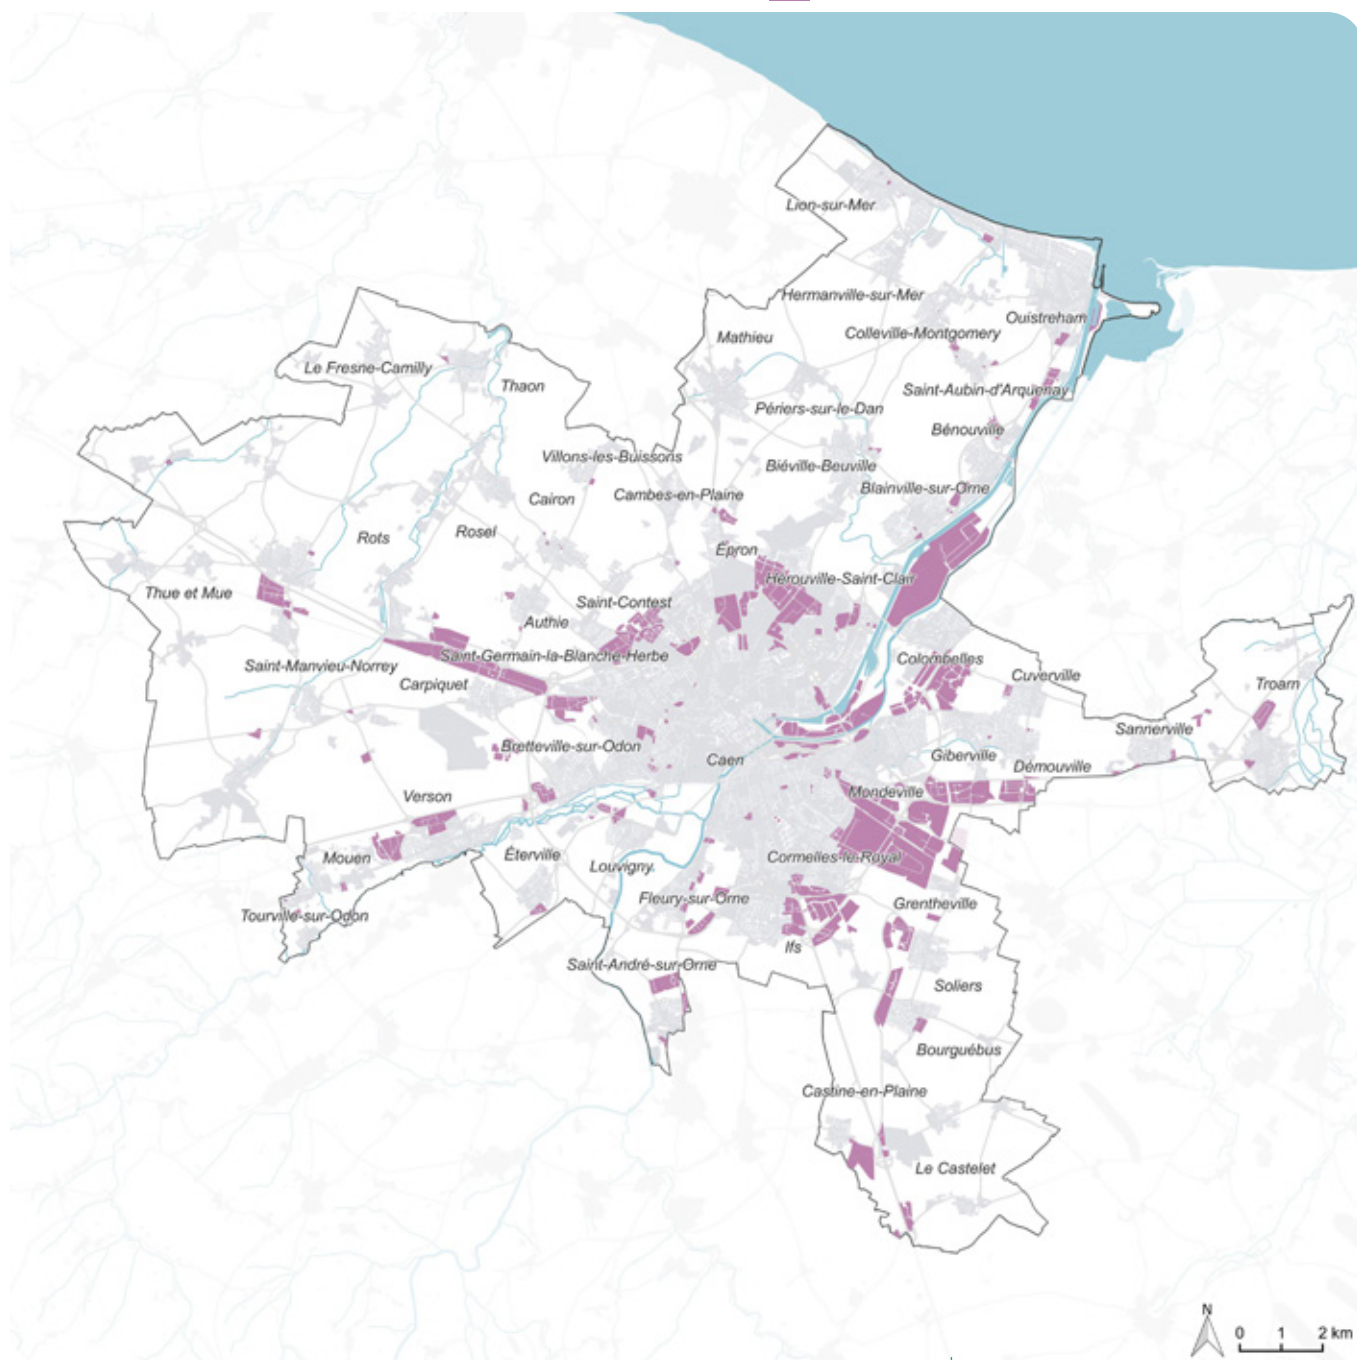 Lion-sur-Mer
Hermanville-sur-Mer
Ouistreham
Colleville-Montgomery
Mathieu
Le Fresne-Camilly
Thaon
Saint-Aubin-d'Arquenay
Périers-sur-le-Dan
Bénouville
Villons-les-Buissons
Biéville-Beuville
Blainville-sur-Orne
Cairon
Cambes-en-Plaine
Rots
Rosel
Épron
Hérouville-Saint-Clair
Thue et Mue
Saint-Contest
Authie
Saint-Germain-la-Blanche-Herbe
Colombelles
Saint-Manvieu-Norrey
Carpiquet
Cuverville
Troarn
Sannerville
Bretteville-sur-Odon
Caen
Giberville
Démouville
Verson
Mondeville
Mouen
Éterville
Louvigny
Cormelles-le-Royal
Fleury-sur-Orne
Grentheville
Tourville-sur-Odon
Ifs
Saint-André-sur-Orne
Soliers
Bourguébus
Castine-en-Plaine
Le Castelet
N
0 1 2 km